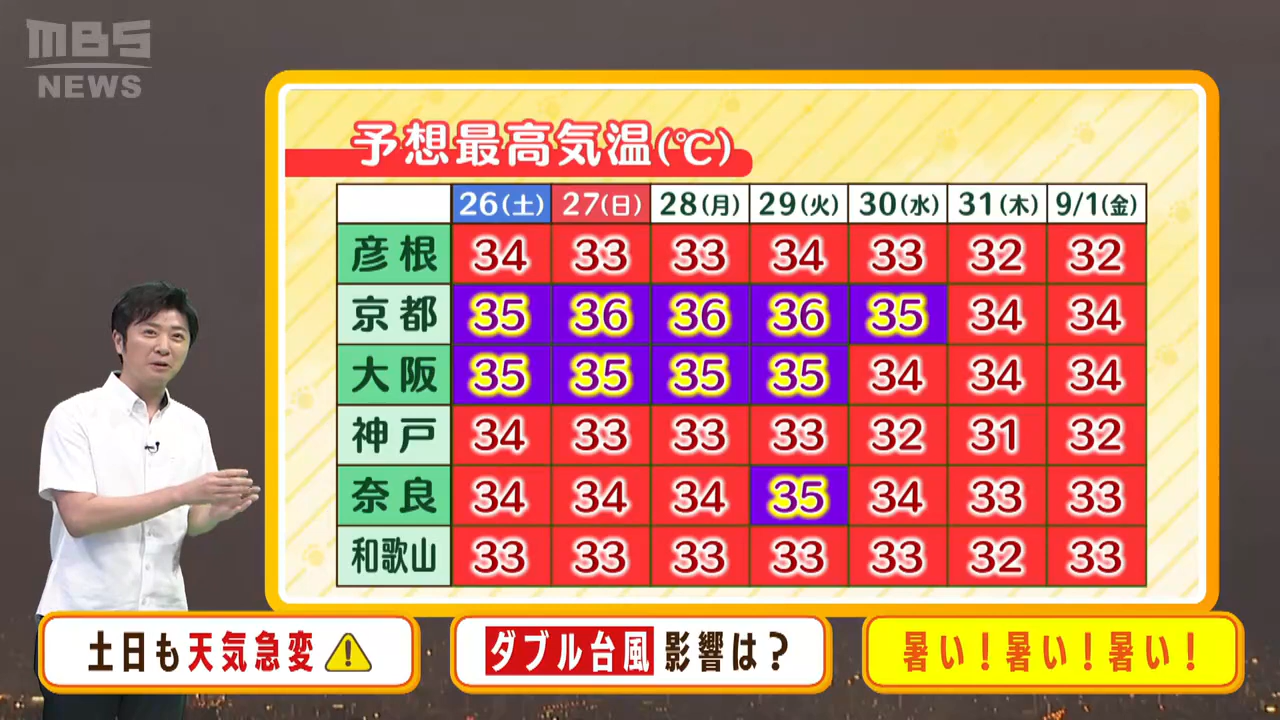 MBS
NEWS
予想最高気温(℃)
26(土) 27(日) 28(月) 29(火) 30(水) 31(木) 9/1(金)
彦根 34 33 33 34 33 32 32
京都 35 36 36 36 35 34 34
大阪 35 35 35 35 34 34 34
神戸 34 33 33 33 32 31 32
奈良 34 34 34 35 34 33 33
和歌山 33 33 33 33 33 32 33
土日も天気急変⚠
ダブル台風影響は?
暑い!暑い!暑い!